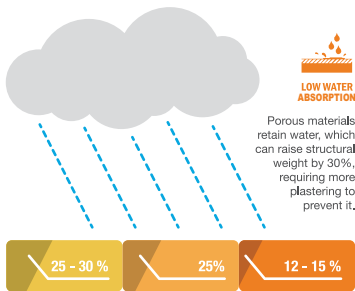 LOW WATER
ABSORPTION
Porous materials
retain water, which
can raise structural
weight by 30%,
requiring more
plastering to
prevent it.
25 - 30 %
25%
12 - 15 %